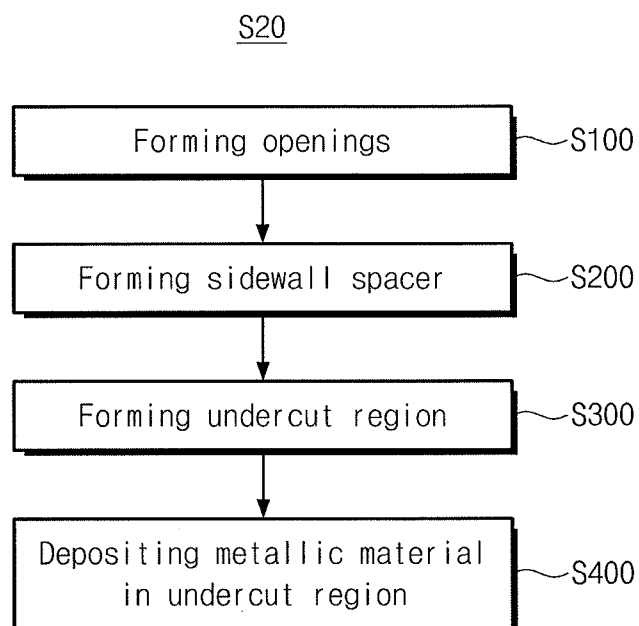 S20
Forming openings
S100
Forming sidewall spacer
S200
Forming undercut region
S300
Depositing metallic material
in undercut region
S400